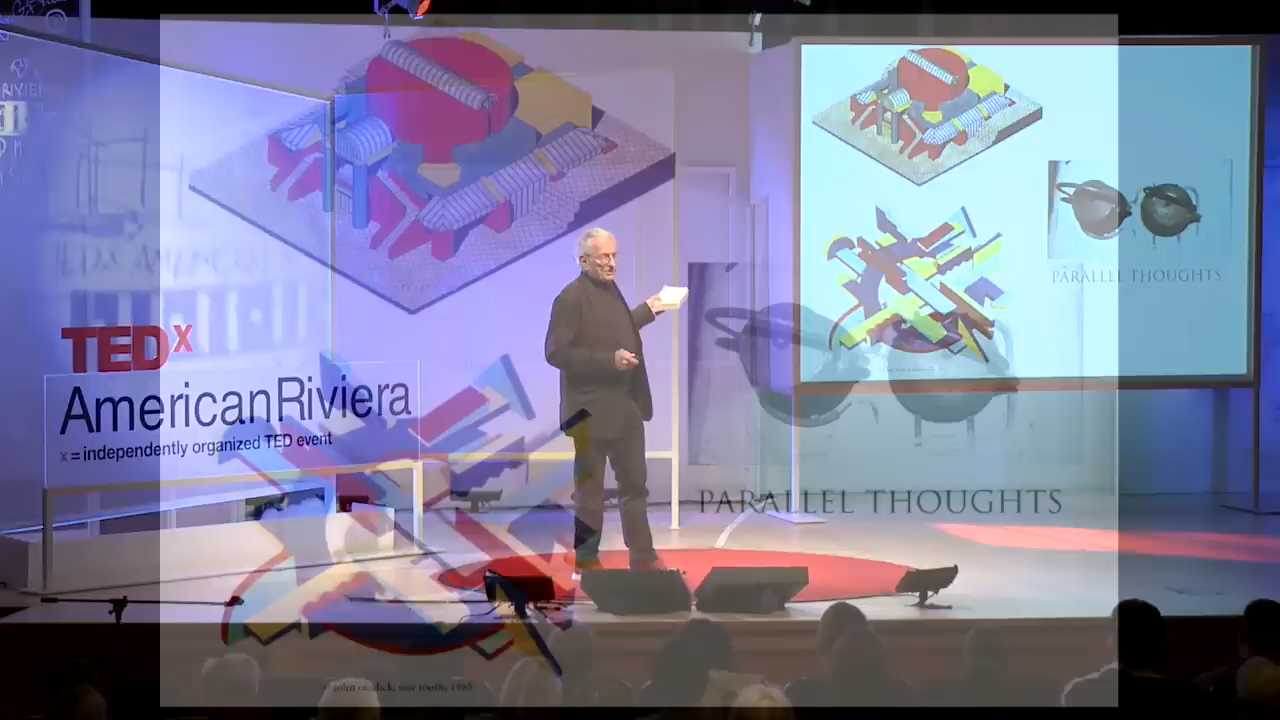 TEDx
AmericanRiviera
x = independently organized TED event
PARALLEL THOUGHTS
PARALLEL THOUGHTS